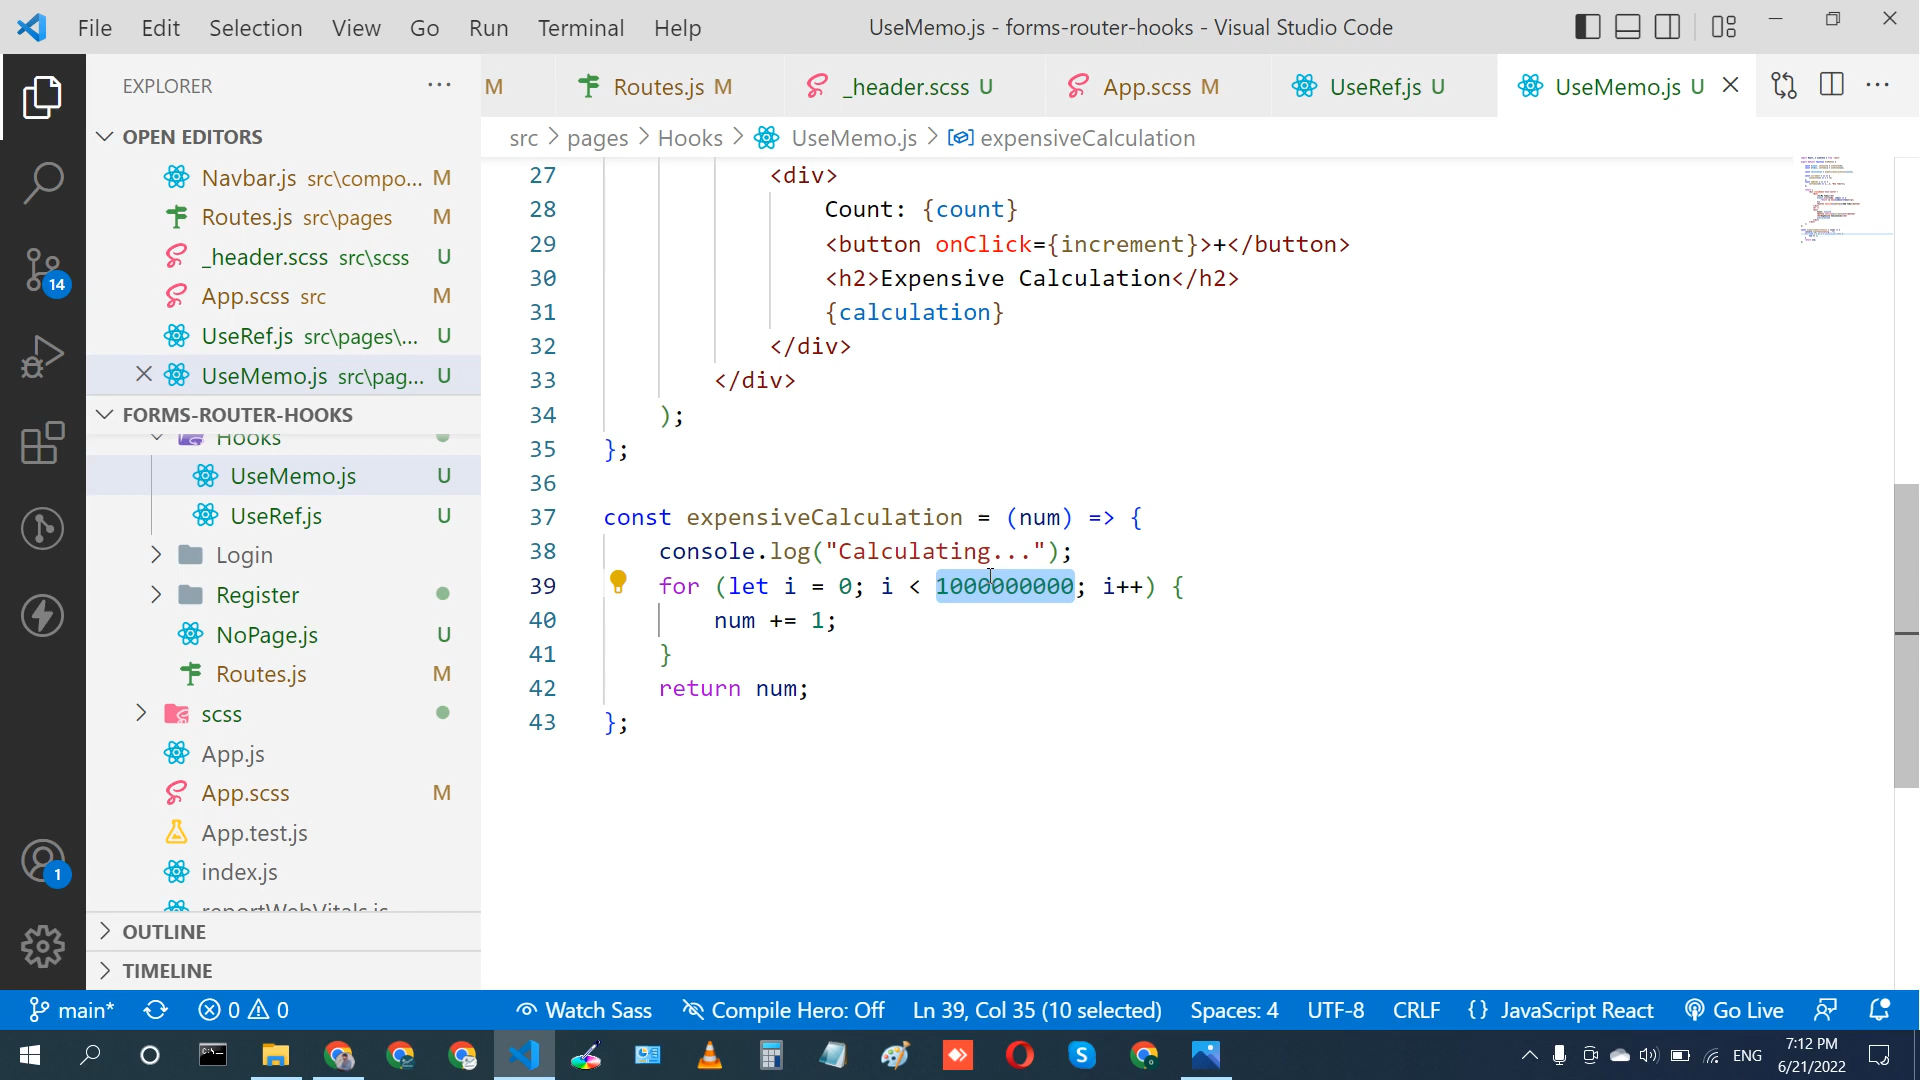 File Edit Selection View Go Run Terminal Help
UseMemo.js - forms-router-hooks - Visual Studio Code
EXPLORER
M
Routes.js M
_header.scss U
App.scss M
UseRef.js U
UseMemo.js U
OPEN EDITORS
src > pages > Hooks > UseMemo.js > expensiveCalculation
Navbar.js src\compo... M
Routes.js src\pages M
_header.scss src\scss U
App.scss src M
UseRef.js src\pages\... U
UseMemo.js src\pag... U
FORMS-ROUTER-HOOKS
Hooks
UseMemo.js U
UseRef.js U
Login
Register
NoPage.js U
Routes.js M
scss
App.js
App.scss M
App.test.js
index.js
reportWebVitals.js
OUTLINE
TIMELINE
14
1
27 <div>
28 Count: {count}
29 <button onClick={increment}>+</button>
30 <h2>Expensive Calculation</h2>
31 {calculation}
32 </div>
33 </div>
34 );
35 };
36
37 const expensiveCalculation = (num) => {
38 console.log("Calculating...");
39 for (let i = 0; i < 1000000000; i++) {
40 num += 1;
41 }
42 return num;
43 };
main* 0 0 Watch Sass Compile Hero: Off Ln 39, Col 35 (10 selected) Spaces: 4 UTF-8 CRLF {} JavaScript React Go Live
ENG
7:12 PM
6/21/2022